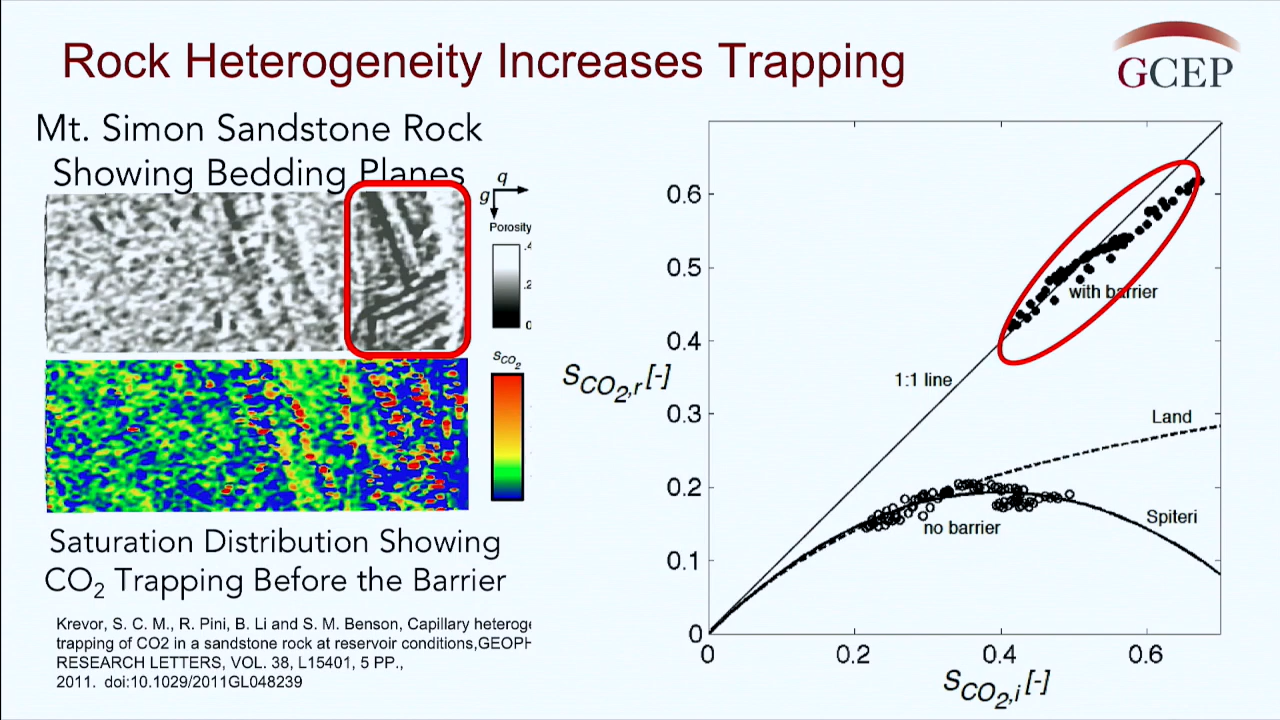 Rock Heterogeneity Increases Trapping
GCEP
Mt. Simon Sandstone Rock
Showing Bedding Planes
q
g
Porosity
.4
.2
0
SCO2
Saturation Distribution Showing
CO2 Trapping Before the Barrier
Krevor, S. C. M., R. Pini, B. Li and S. M. Benson, Capillary heteroge
trapping of CO2 in a sandstone rock at reservoir conditions,GEOPH
RESEARCH LETTERS, VOL. 38, L15401, 5 PP.,
2011. doi:10.1029/2011GL048239
0.6
0.5
0.4
0.3
0.2
0.1
0
SCO2,r[-]
with barrier
1:1 line
Land
no barrier
Spiteri
0
0.2
0.4
0.6
SCO2,i[-]